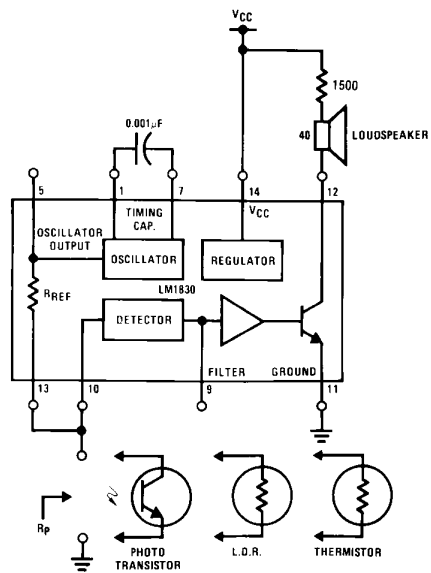 VCC
1500
0.001μF
40 LOUDSPEAKER
5 1 7 14 12
TIMING CAP.
VCC
OSCILLATOR OUTPUT
OSCILLATOR
REGULATOR
LM1830
RREF
DETECTOR
FILTER GROUND
13 10 9 11
RP
PHOTO TRANSISTOR
L.D.R.
THERMISTOR